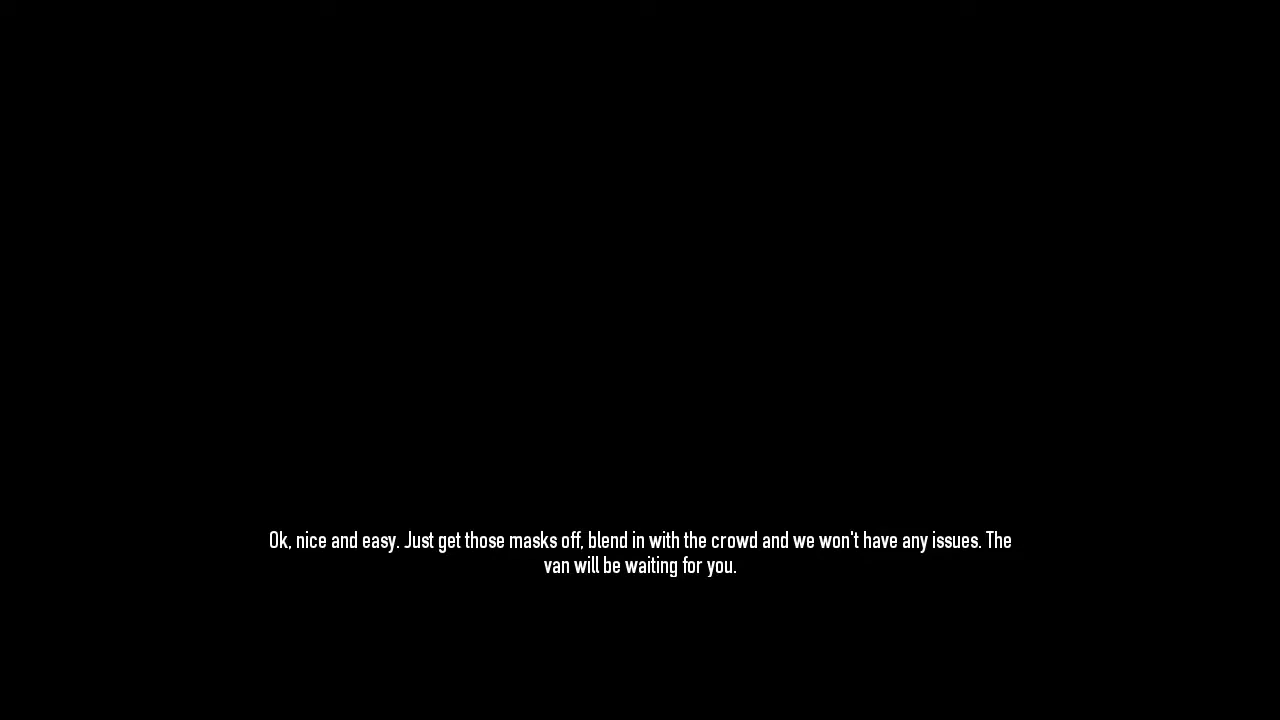 Ok, nice and easy. Just get those masks off, blend in with the crowd and we won't have any issues. The
van will be waiting for you.